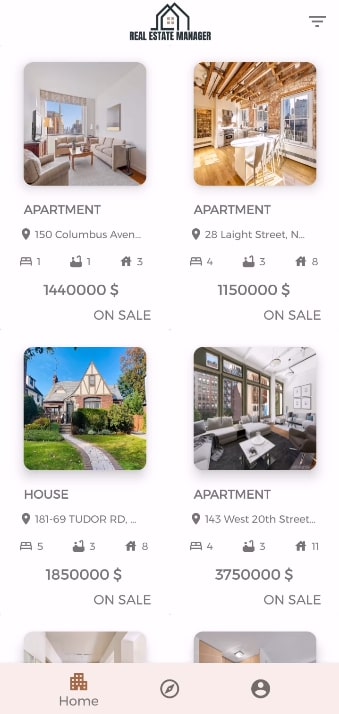 REAL ESTATE MANAGER
APARTMENT
150 Columbus Aven...
1 1 3
1440000 $
ON SALE
APARTMENT
28 Laight Street, N...
4 3 8
1150000 $
ON SALE
HOUSE
181-69 TUDOR RD, ...
5 3 8
1850000 $
ON SALE
APARTMENT
143 West 20th Street...
4 3 11
3750000 $
ON SALE
Home